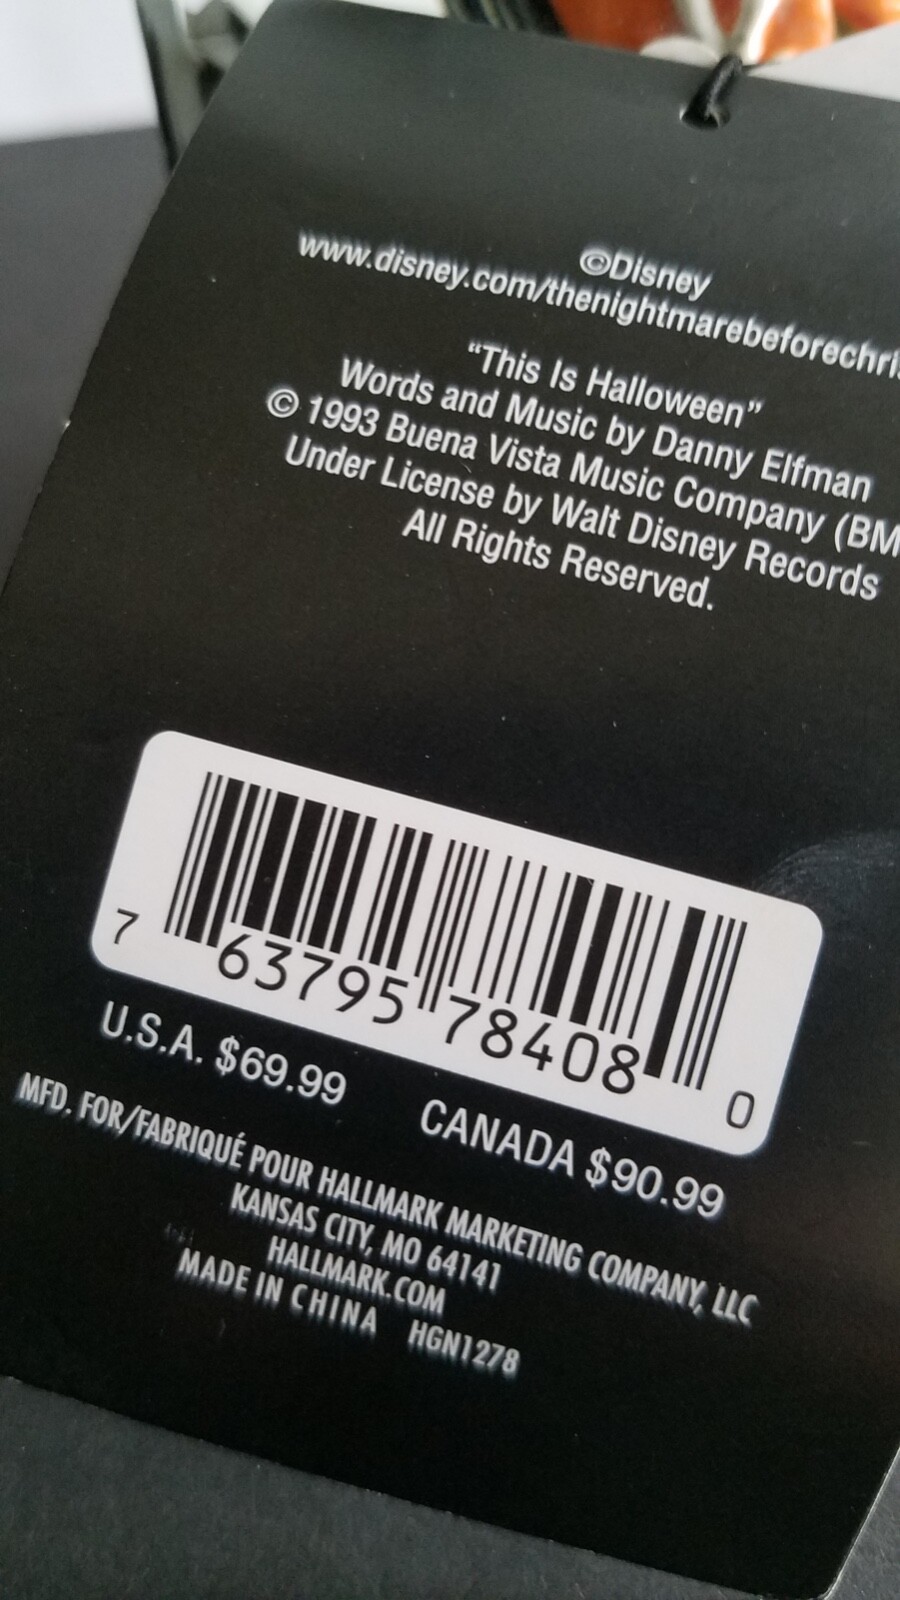 ©Disney
www.disney.com/thenightmarebeforechri
"This Is Halloween"
Words and Music by Danny Elfman
© 1993 Buena Vista Music Company (BM
Under License by Walt Disney Records
All Rights Reserved.
7 63795 78408 0
U.S.A. $69.99 CANADA $90.99
MFD. FOR/FABRIQUÉ POUR HALLMARK MARKETING COMPANY, LLC
KANSAS CITY, MO 64141
HALLMARK.COM
MADE IN CHINA HGN1278